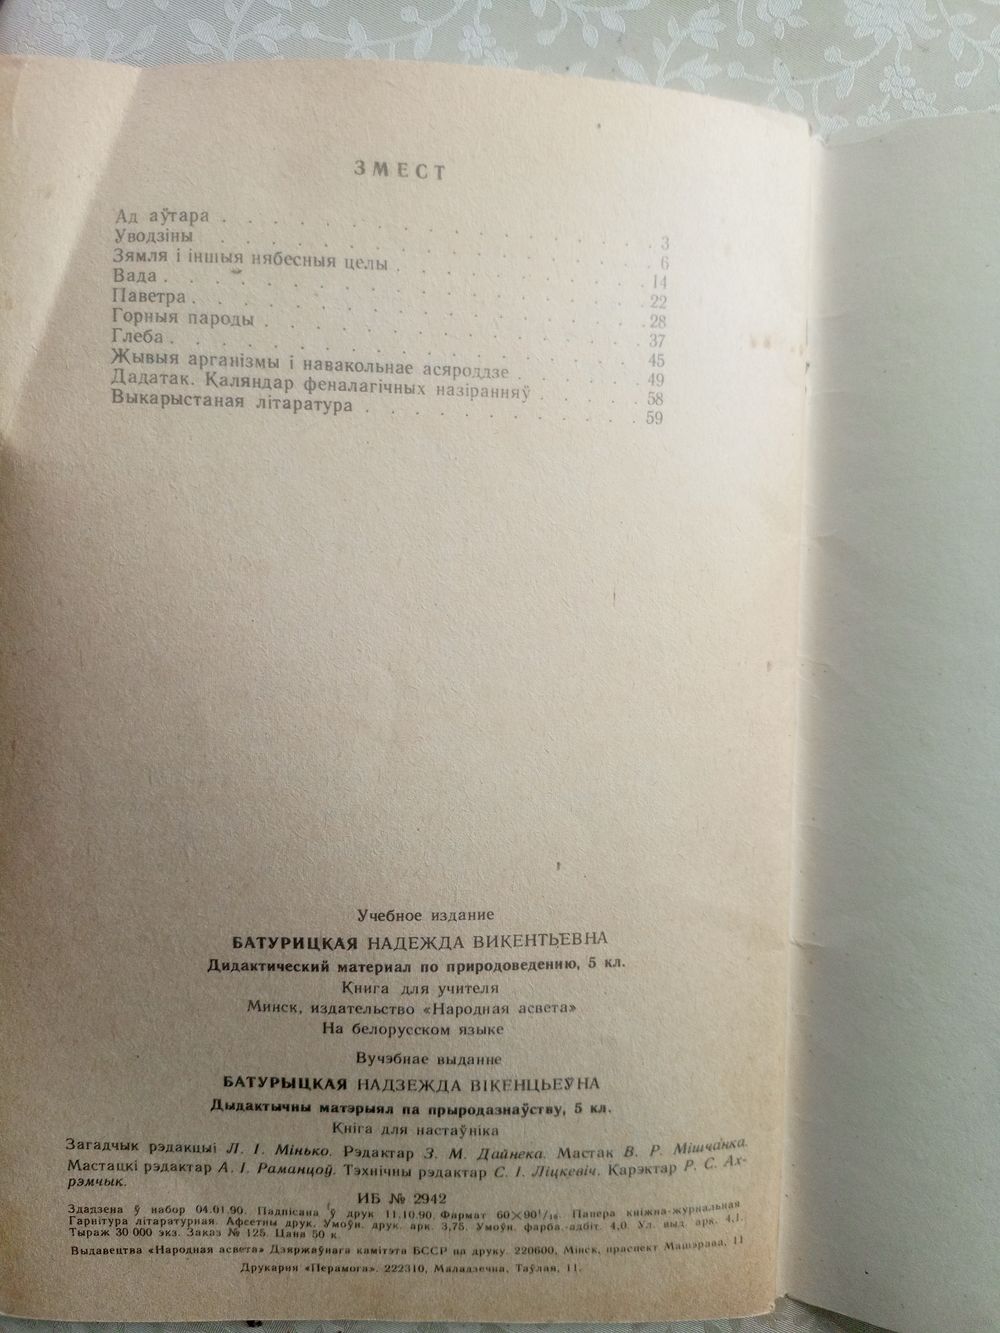 ЗМЕСТ
Ад аўтара . . . . . . . . . . . . 3
Уводзіны . . . . . . . . . . . . 6
Зямля і іншыя нябесныя целы . . . . . . . . 14
Вада . . . . . . . . . . . . . 22
Паветра . . . . . . . . . . . . 28
Горныя пароды . . . . . . . . . . . 37
Глеба . . . . . . . . . . . . . 45
Жывыя арганізмы і навакольнае асяроддзе . . . . . 49
Дадатак. Каляндар феналагічных назіранняў . . . . . 58
Выкарыстаная літаратура . . . . . . . . . 59
Учебное издание
БАТУРИЦКАЯ НАДЕЖДА ВИКЕНТЬЕВНА
Дидактический материал по природоведению, 5 кл.
Книга для учителя
Минск, издательство «Народная асвета»
На белорусском языке
Вучэбнае выданне
БАТУРЫЦКАЯ НАДЗЕЖДА ВІКЕНЦЬЕЎНА
Дыдактычны матэрыял па прыродазнаўству, 5 кл.
Кніга для настаўніка
Загадчык рэдакцыі Л. І. Мінько. Рэдактар З. М. Дайнека. Мастак В. Р. Мішчанка.
Мастацкі рэдактар А. І. Раманцоў. Тэхнічны рэдактар С. І. Ліцкевіч. Карэктар Р. С. Ах-
рэмчык.
ИБ № 2942
Здадзена ў набор 04.01.90. Падпісана ў друк 11.10.90. Фармат 60×90¹/₁₆. Папера кніжна-журнальная
Гарнітура літаратурная. Афсетны друк. Умоўн. друк. арк. 3,75. Умоўн. фарба-адбіт. 4,0. Ул. выд. арк. 4,1.
Тыраж 30 000 экз. Заказ № 125. Цана 50 к.
Выдавецтва «Народная асвета» Дзяржаўнага камітэта БССР па друку. 220600, Мінск, праспект Машэрава, 11
Друкарня «Перамога». 222310, Маладзечна, Таўлая, 11.